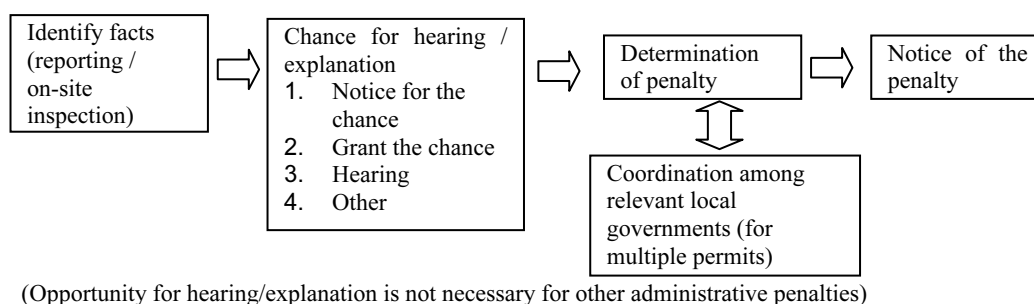 Identify facts
(reporting /
on-site
inspection)
Chance for hearing /
explanation
1. Notice for the
chance
2. Grant the chance
3. Hearing
4. Other
Determination
of penalty
Notice of the
penalty
Coordination among
relevant local
governments (for
multiple permits)
(Opportunity for hearing/explanation is not necessary for other administrative penalties)